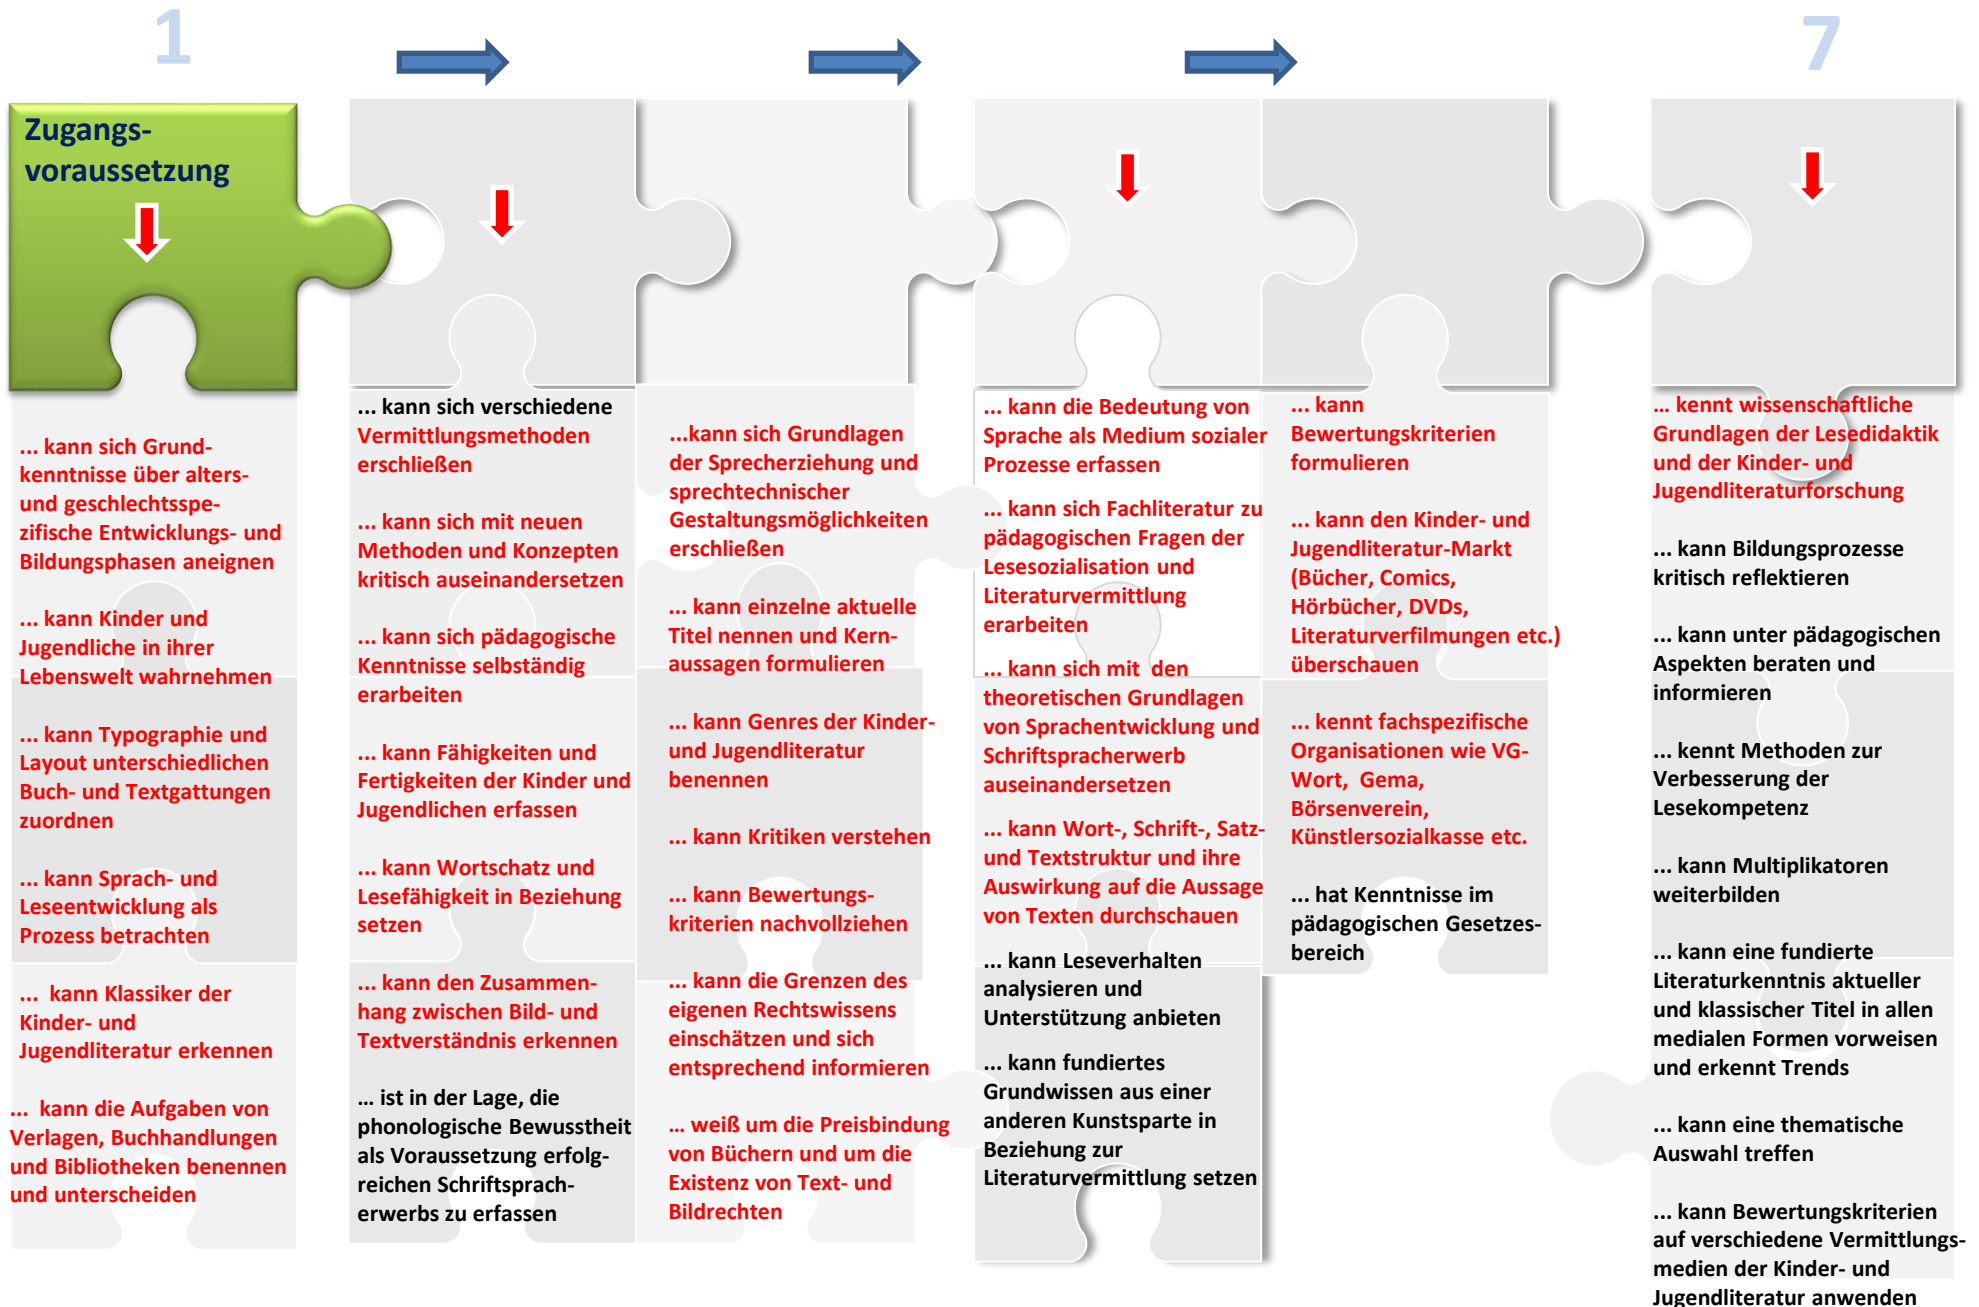 1
7
Zugangs-
voraussetzung
... kann sich Grund-
kenntnisse über alters-
und geschlechtsspe-
zifische Entwicklungs- und
Bildungsphasen aneignen
... kann Kinder und
Jugendliche in ihrer
Lebenswelt wahrnehmen
... kann Typographie und
Layout unterschiedlichen
Buch- und Textgattungen
zuordnen
... kann Sprach- und
Leseentwicklung als
Prozess betrachten
... kann Klassiker der
Kinder- und
Jugendliteratur erkennen
... kann die Aufgaben von
Verlagen, Buchhandlungen
und Bibliotheken benennen
und unterscheiden
... kann sich verschiedene
Vermittlungsmethoden
erschließen
... kann sich mit neuen
Methoden und Konzepten
kritisch auseinandersetzen
... kann sich pädagogische
Kenntnisse selbständig
erarbeiten
... kann Fähigkeiten und
Fertigkeiten der Kinder und
Jugendlichen erfassen
... kann Wortschatz und
Lesefähigkeit in Beziehung
setzen
... kann den Zusammen-
hang zwischen Bild- und
Textverständnis erkennen
... ist in der Lage, die
phonologische Bewusstheit
als Voraussetzung erfolg-
reichen Schriftsprach-
erwerbs zu erfassen
...kann sich Grundlagen
der Sprecherziehung und
sprechtechnischer
Gestaltungsmöglichkeiten
erschließen
... kann einzelne aktuelle
Titel nennen und Kern-
aussagen formulieren
... kann Genres der Kinder-
und Jugendliteratur
benennen
... kann Kritiken verstehen
... kann Bewertungs-
kriterien nachvollziehen
... kann die Grenzen des
eigenen Rechtswissens
einschätzen und sich
entsprechend informieren
... weiß um die Preisbindung
von Büchern und um die
Existenz von Text- und
Bildrechten
... kann die Bedeutung von
Sprache als Medium sozialer
Prozesse erfassen
... kann sich Fachliteratur zu
pädagogischen Fragen der
Lesesozialisation und
Literaturvermittlung
erarbeiten
... kann sich mit den
theoretischen Grundlagen
von Sprachentwicklung und
Schriftspracherwerb
auseinandersetzen
... kann Wort-, Schrift-, Satz-
und Textstruktur und ihre
Auswirkung auf die Aussage
von Texten durchschauen
... kann Leseverhalten
analysieren und
Unterstützung anbieten
... kann fundiertes
Grundwissen aus einer
anderen Kunstsparte in
Beziehung zur
Literaturvermittlung setzen
... kann
Bewertungskriterien
formulieren
... kann den Kinder- und
Jugendliteratur-Markt
(Bücher, Comics,
Hörbücher, DVDs,
Literaturverfilmungen etc.)
überschauen
... kennt fachspezifische
Organisationen wie VG-
Wort, Gema,
Börsenverein,
Künstlersozialkasse etc.
... hat Kenntnisse im
pädagogischen Gesetzes-
bereich
... kennt wissenschaftliche
Grundlagen der Lesedidaktik
und der Kinder- und
Jugendliteraturforschung
... kann Bildungsprozesse
kritisch reflektieren
... kann unter pädagogischen
Aspekten beraten und
informieren
... kennt Methoden zur
Verbesserung der
Lesekompetenz
... kann Multiplikatoren
weiterbilden
... kann eine fundierte
Literaturkenntnis aktueller
und klassischer Titel in allen
medialen Formen vorweisen
und erkennt Trends
... kann eine thematische
Auswahl treffen
... kann Bewertungskriterien
auf verschiedene Vermittlungs-
medien der Kinder- und
Jugendliteratur anwenden